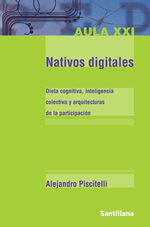 AULA XXI
Nativos digitales
Dieta cognitiva, inteligencia
colectiva y arquitecturas
de la participación
Alejandro Piscitelli
Santillana